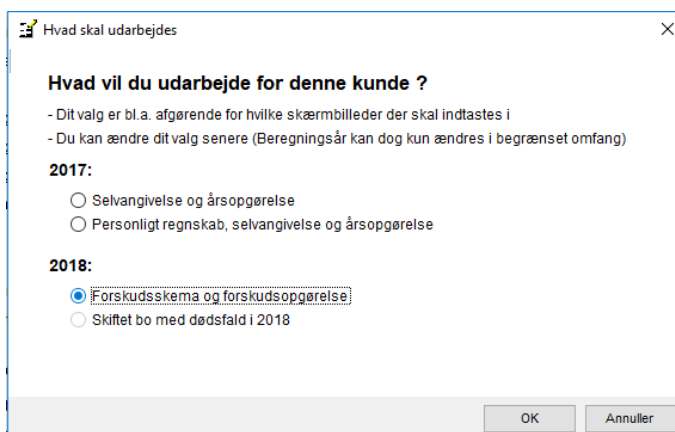 Hvad skal udarbejdes
Hvad vil du udarbejde for denne kunde ?
- Dit valg er bl.a. afgørende for hvilke skærmbilleder der skal indtastes i
- Du kan ændre dit valg senere (Beregningsår kan dog kun ændres i begrænset omfang)
2017:
Selvangivelse og årsopgørelse
Personligt regnskab, selvangivelse og årsopgørelse
2018:
Forskudsskema og forskudsopgørelse
Skiftet bo med dødsfald i 2018
OK
Annuller